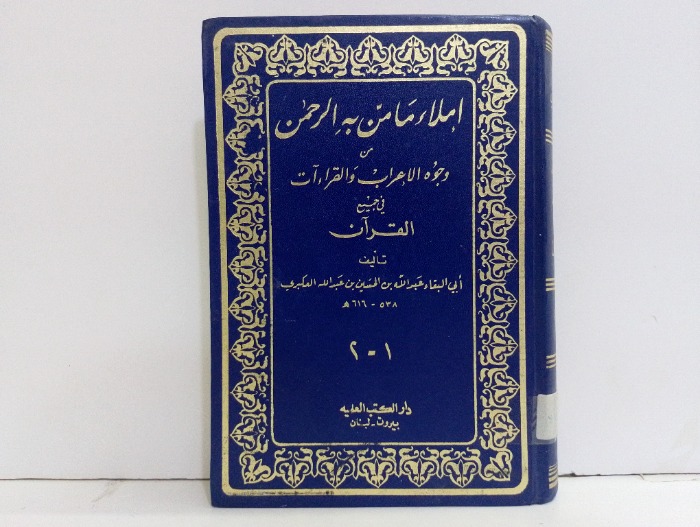 إملاء ما من به الرحمن
من
وجوه الإعراب والقراءات
في جميع
القرآن
تأليف
أبي البقاء عبد الله بن الحسين بن عبد الله العكبري
٥٣٨ - ٦١٦ هـ
١ - ٢
دار الكتب العلميه
بيروت - لبنان